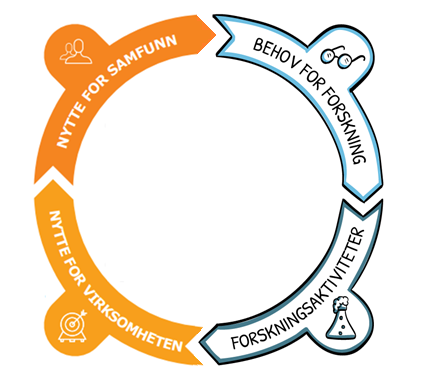 BEHOV FOR FORSKNING
FORSKNINGSAKTIVITETER
NYTTE FOR VIRKSOMHETEN
NYTTE FOR SAMFUNN